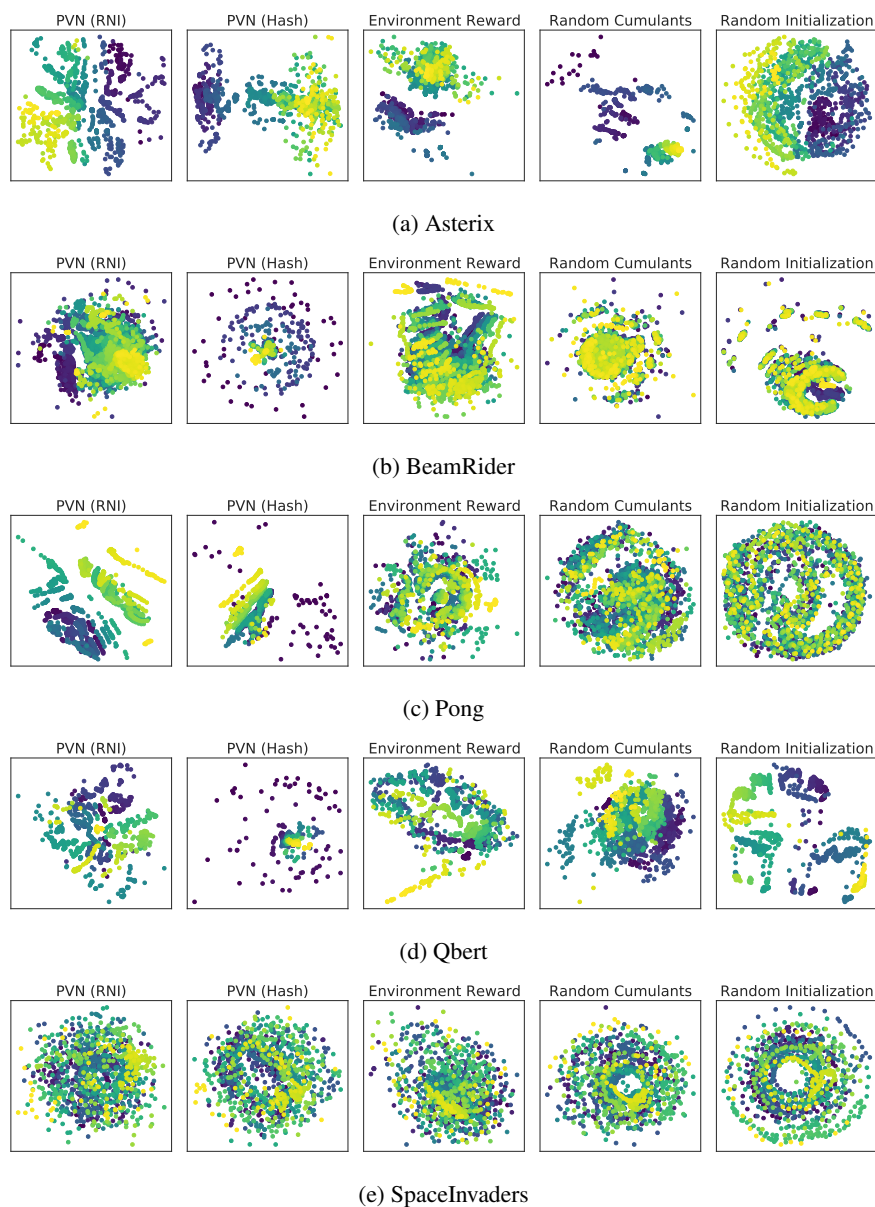 PVN (RNI) PVN (Hash) Environment Reward Random Cumulants Random Initialization
(a) Asterix
PVN (RNI) PVN (Hash) Environment Reward Random Cumulants Random Initialization
(b) BeamRider
PVN (RNI) PVN (Hash) Environment Reward Random Cumulants Random Initialization
(c) Pong
PVN (RNI) PVN (Hash) Environment Reward Random Cumulants Random Initialization
(d) Qbert
PVN (RNI) PVN (Hash) Environment Reward Random Cumulants Random Initialization
(e) SpaceInvaders